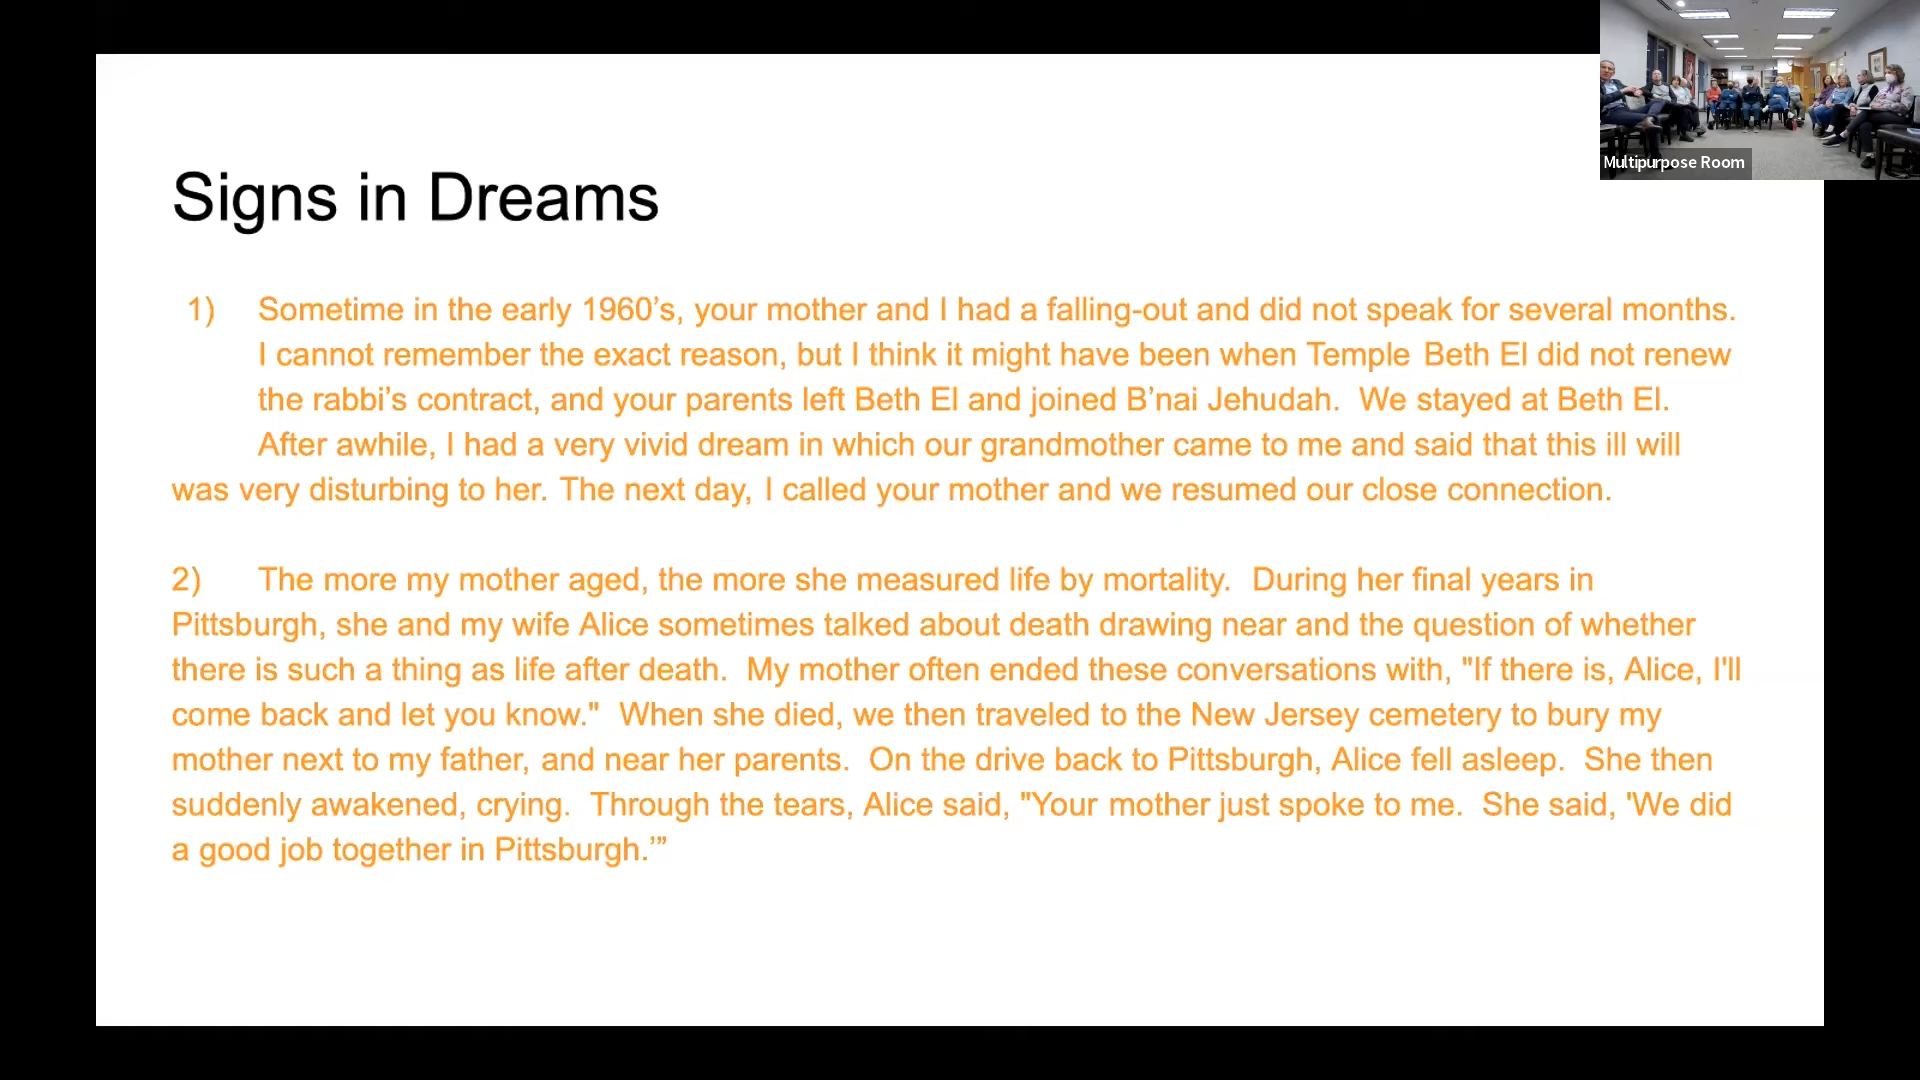 Multipurpose Room
Signs in Dreams
1) Sometime in the early 1960’s, your mother and I had a falling-out and did not speak for several months.
I cannot remember the exact reason, but I think it might have been when Temple Beth El did not renew
the rabbi’s contract, and your parents left Beth El and joined B’nai Jehudah.  We stayed at Beth El.
After awhile, I had a very vivid dream in which our grandmother came to me and said that this ill will
was very disturbing to her. The next day, I called your mother and we resumed our close connection.
2) The more my mother aged, the more she measured life by mortality.  During her final years in
Pittsburgh, she and my wife Alice sometimes talked about death drawing near and the question of whether
there is such a thing as life after death.  My mother often ended these conversations with, "If there is, Alice, I'll
come back and let you know."  When she died, we then traveled to the New Jersey cemetery to bury my
mother next to my father, and near her parents.  On the drive back to Pittsburgh, Alice fell asleep.  She then
suddenly awakened, crying.  Through the tears, Alice said, "Your mother just spoke to me.  She said, 'We did
a good job together in Pittsburgh.’”